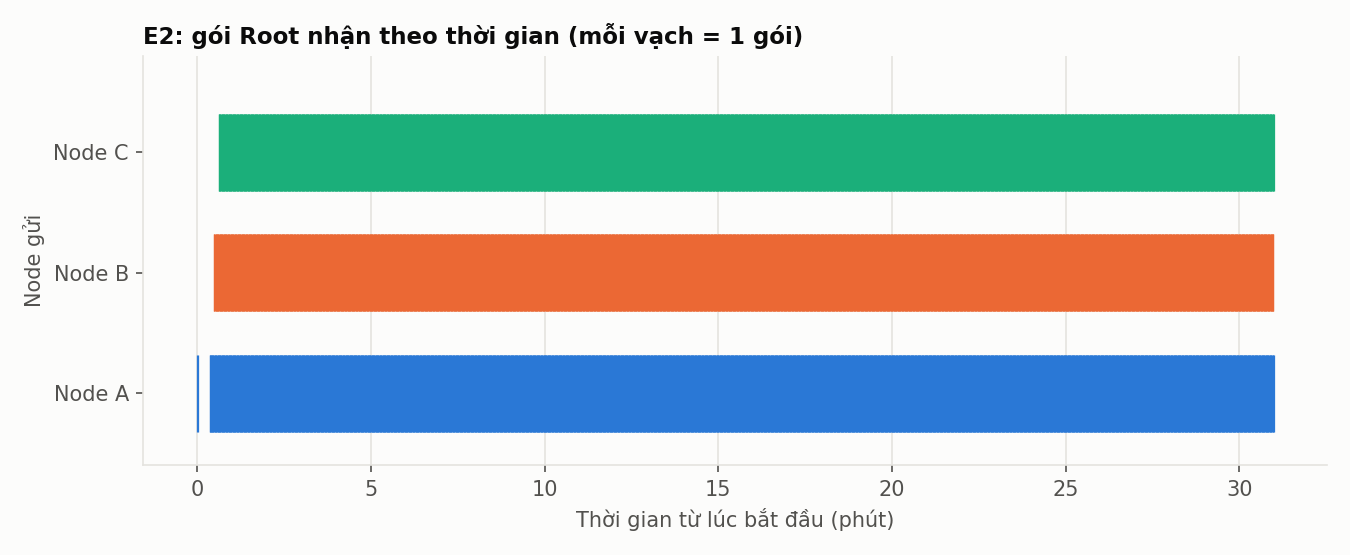 E2: gói Root nhận theo thời gian (mỗi vạch = 1 gói)
Node gửi
Node C
Node B
Node A
0 5 10 15 20 25 30
Thời gian từ lúc bắt đầu (phút)